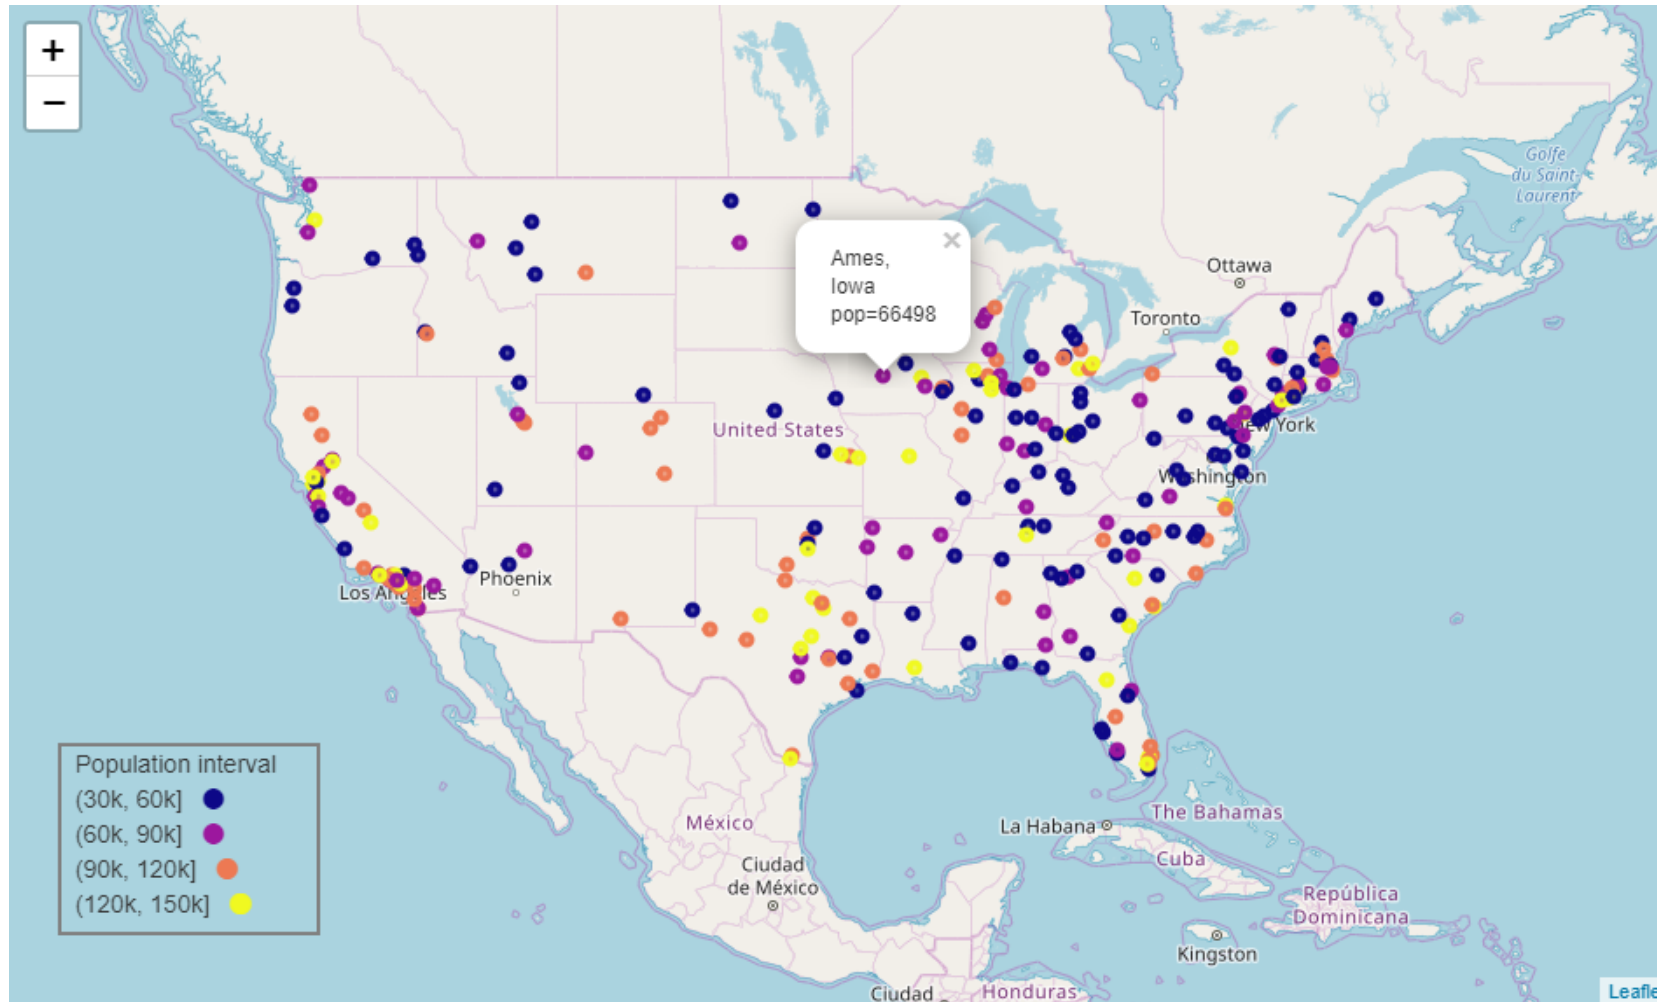 +
−
Golfe
du Saint-
Laurent
Ames,
Iowa
pop=66498
×
Ottawa
Toronto
United States
New York
Washington
Phoenix
Los Angeles
Population interval
(30k, 60k]
(60k, 90k]
(90k, 120k]
(120k, 150k]
México
Ciudad
de México
La Habana
The Bahamas
Cuba
República
Dominicana
Kingston
Ciudad
Honduras
Leafle